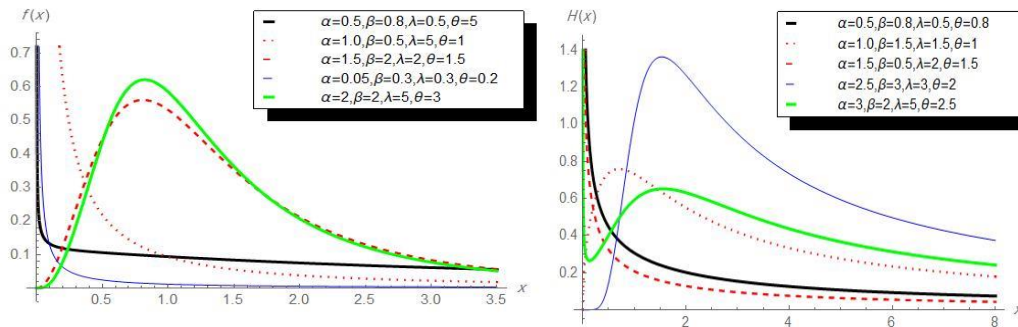 f(x)
α=0.5,β=0.8,λ=0.5,θ=5
α=1.0,β=0.5,λ=5,θ=1
α=1.5,β=2,λ=2,θ=1.5
α=0.05,β=0.3,λ=0.3,θ=0.2
α=2,β=2,λ=5,θ=3
0.7
0.6
0.5
0.4
0.3
0.2
0.1
0.5 1.0 1.5 2.0 2.5 3.0 3.5 x
H(x)
α=0.5,β=0.8,λ=0.5,θ=0.8
α=1.0,β=1.5,λ=1.5,θ=1
α=1.5,β=0.5,λ=2,θ=1.5
α=2.5,β=3,λ=3,θ=2
α=3,β=2,λ=5,θ=2.5
1.4
1.2
1.0
0.8
0.6
0.4
0.2
2 4 6 8 x